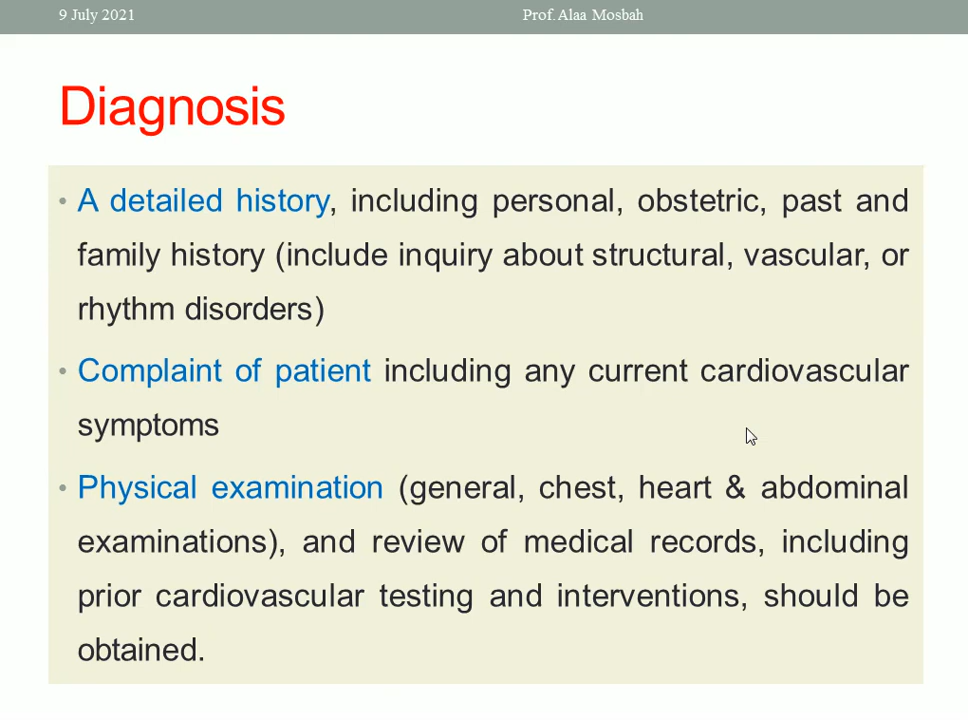 9 July 2021
Prof. Alaa Mosbah
Diagnosis
• A detailed history, including personal, obstetric, past and
family history (include inquiry about structural, vascular, or
rhythm disorders)
• Complaint of patient including any current cardiovascular
symptoms
• Physical examination (general, chest, heart & abdominal
examinations), and review of medical records, including
prior cardiovascular testing and interventions, should be
obtained.